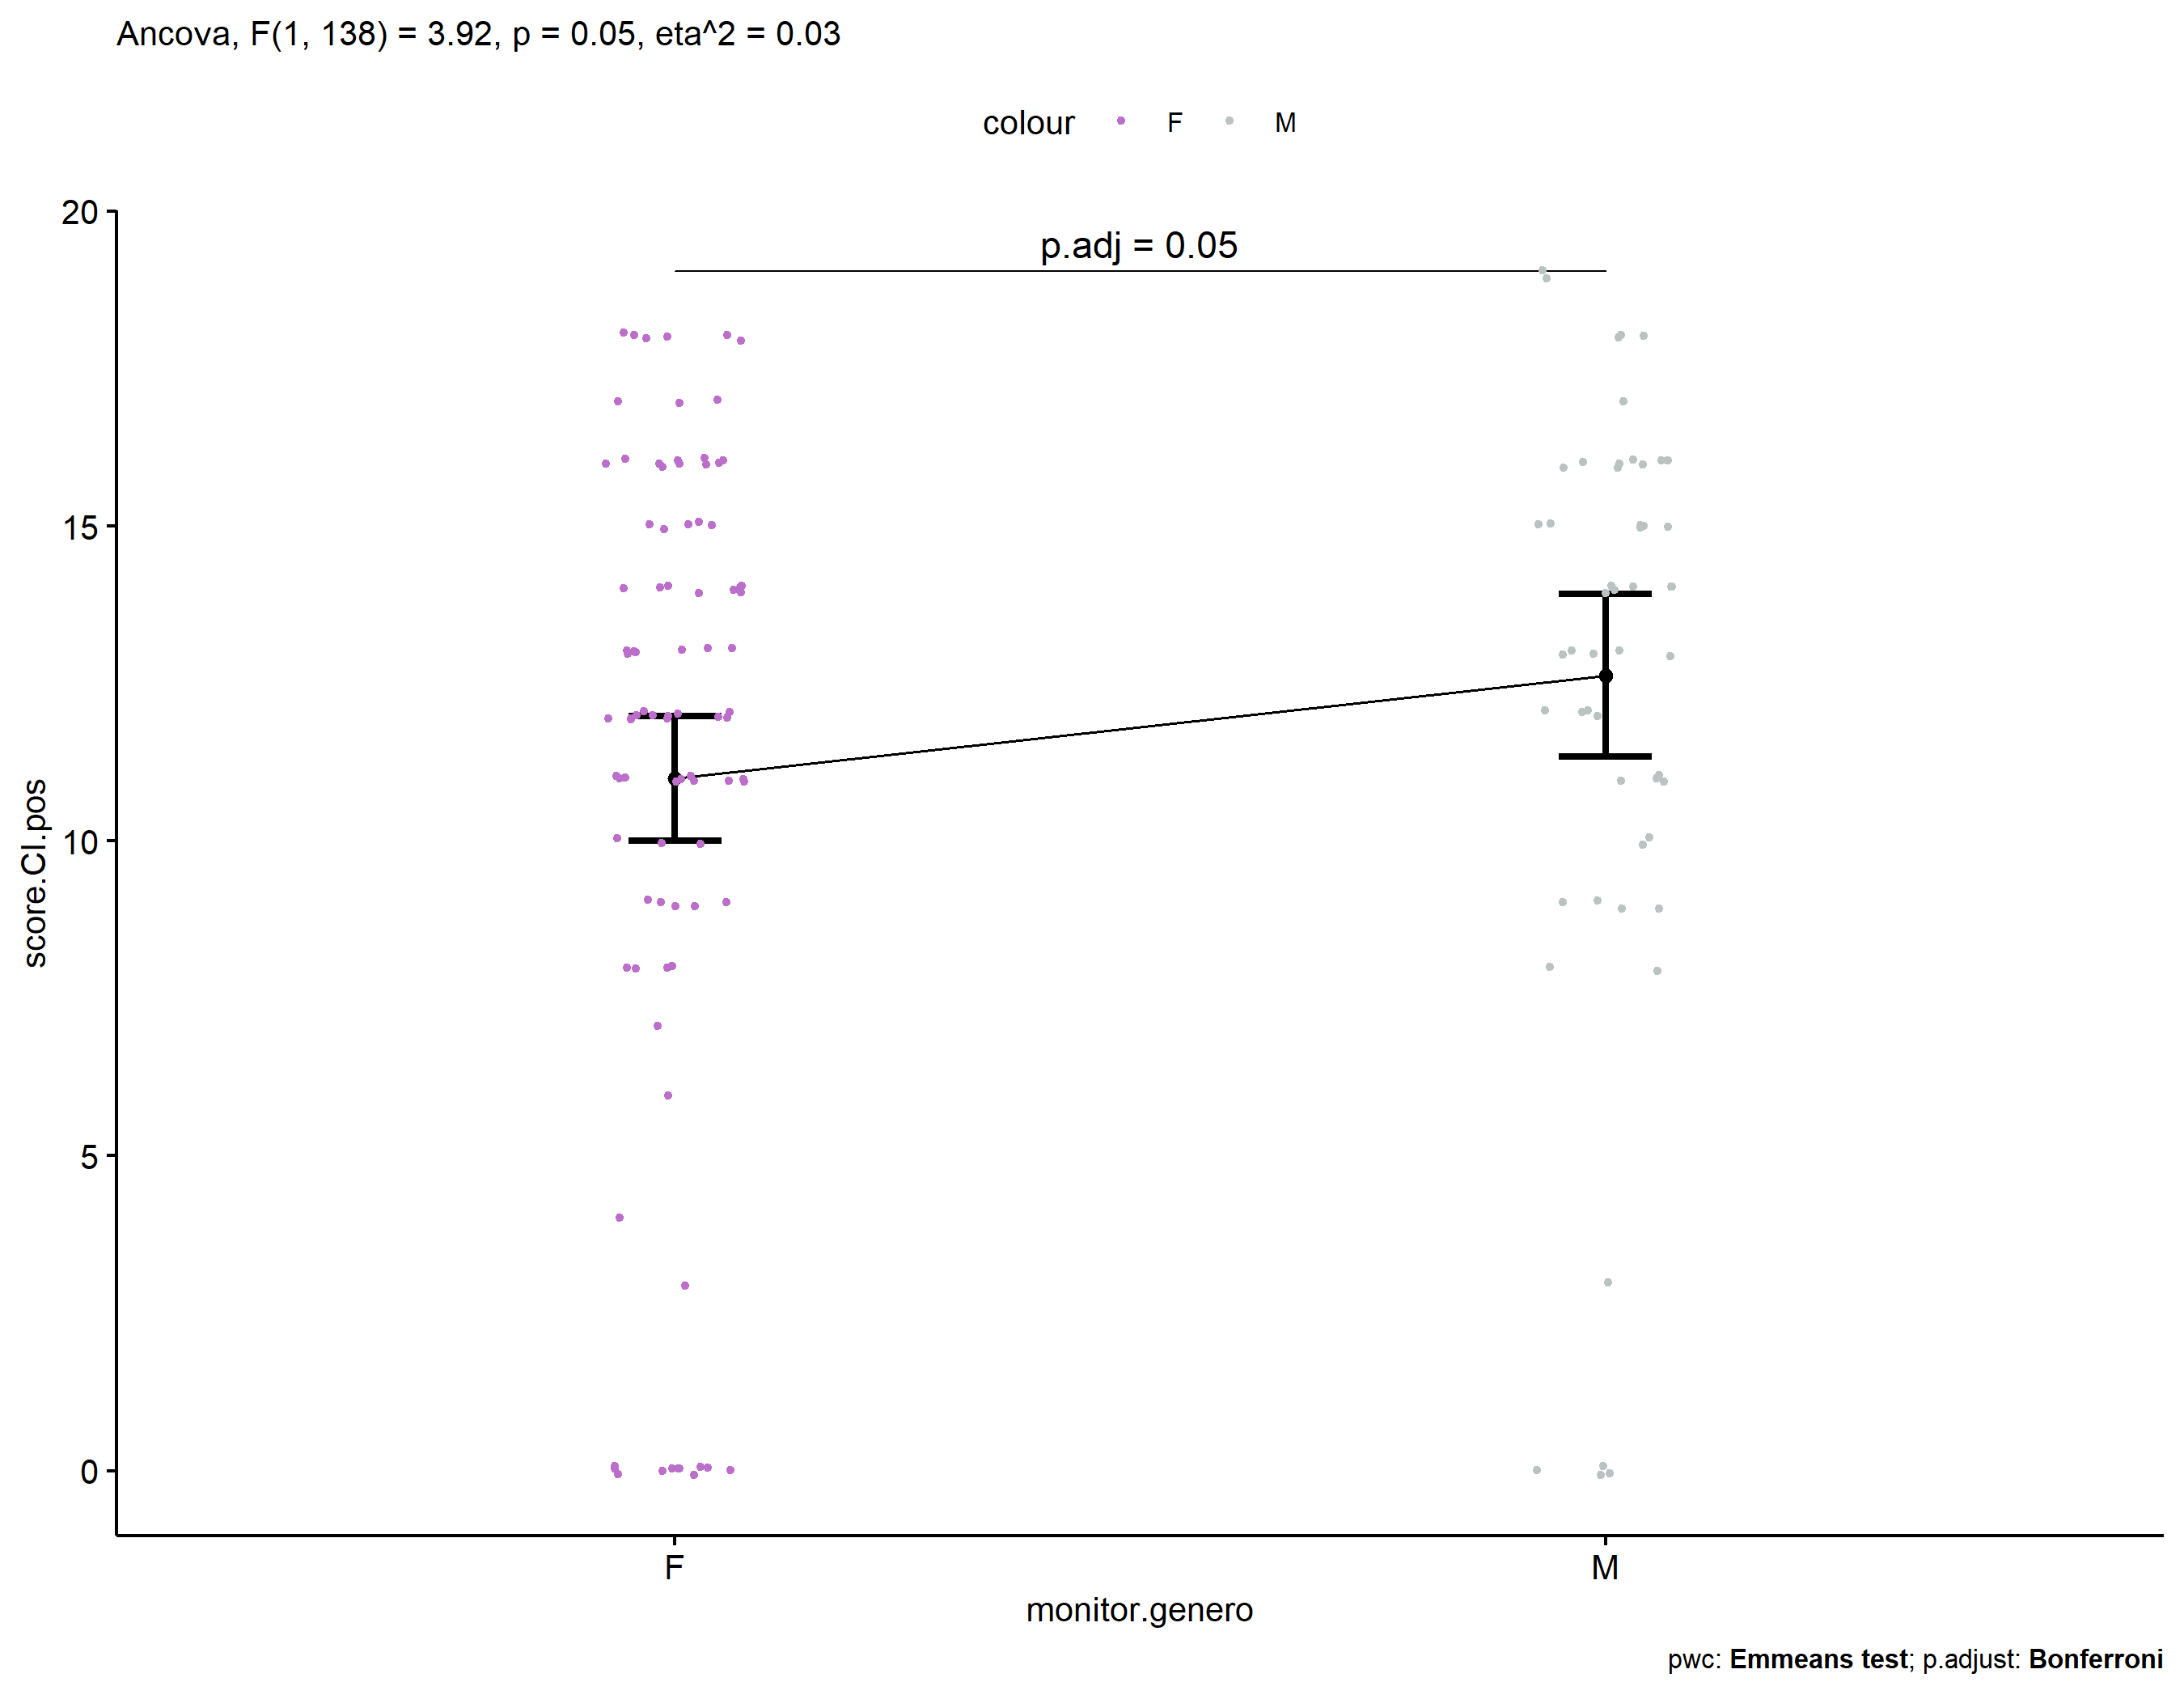 Ancova, F(1, 138) = 3.92, p = 0.05, eta^2 = 0.03
colour F M
p.adj = 0.05
20
15
10
5
0
score.CI.pos
F M
monitor.genero
pwc: Emmeans test; p.adjust: Bonferroni